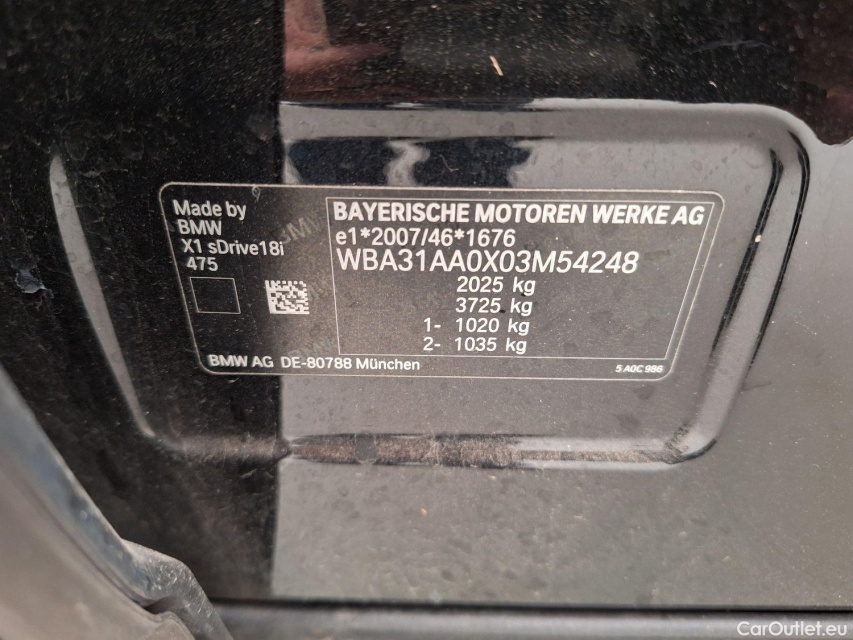 Made by
BMW
X1 sDrive18i
475
BAYERISCHE MOTOREN WERKE AG
e1*2007/46*1676
WBA31AA0X03M54248
2025 kg
3725 kg
1- 1020 kg
2- 1035 kg
BMW AG DE-80788 München
5 A0C 986
CarOutlet.eu